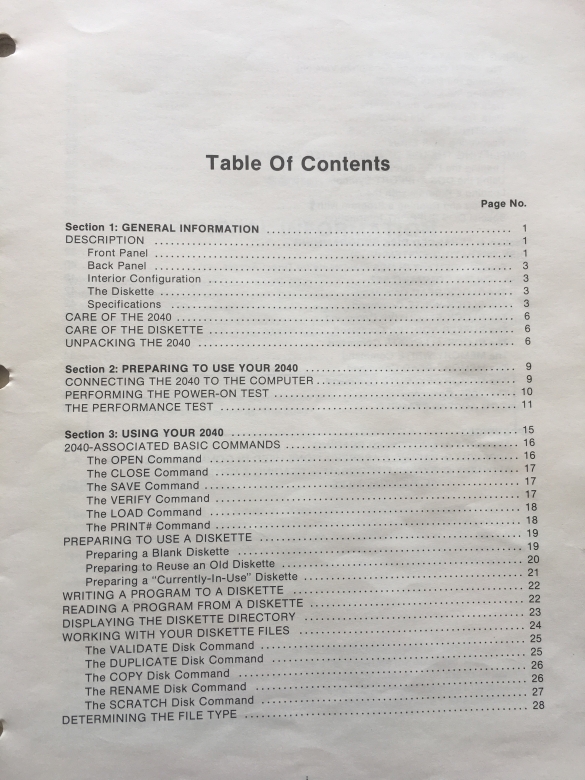 Table Of Contents
Page No.
Section 1: GENERAL INFORMATION ........ 1
DESCRIPTION ........ 1
Front Panel ........ 1
Back Panel ........ 3
Interior Configuration ........ 3
The Diskette ........ 3
Specifications ........ 3
CARE OF THE 2040 ........ 6
CARE OF THE DISKETTE ........ 6
UNPACKING THE 2040 ........ 6
Section 2: PREPARING TO USE YOUR 2040 ........ 9
CONNECTING THE 2040 TO THE COMPUTER ........ 9
PERFORMING THE POWER-ON TEST ........ 10
THE PERFORMANCE TEST ........ 11
Section 3: USING YOUR 2040 ........ 15
2040-ASSOCIATED BASIC COMMANDS ........ 16
The OPEN Command ........ 16
The CLOSE Command ........ 17
The SAVE Command ........ 17
The VERIFY Command ........ 17
The LOAD Command ........ 18
The PRINT# Command ........ 18
PREPARING TO USE A DISKETTE ........ 19
Preparing a Blank Diskette ........ 19
Preparing to Reuse an Old Diskette ........ 20
Preparing a "Currently-In-Use" Diskette ........ 21
WRITING A PROGRAM TO A DISKETTE ........ 22
READING A PROGRAM FROM A DISKETTE ........ 22
DISPLAYING THE DISKETTE DIRECTORY ........ 23
WORKING WITH YOUR DISKETTE FILES ........ 24
The VALIDATE Disk Command ........ 25
The DUPLICATE Disk Command ........ 25
The COPY Disk Command ........ 26
The RENAME Disk Command ........ 26
The SCRATCH Disk Command ........ 27
DETERMINING THE FILE TYPE ........ 28